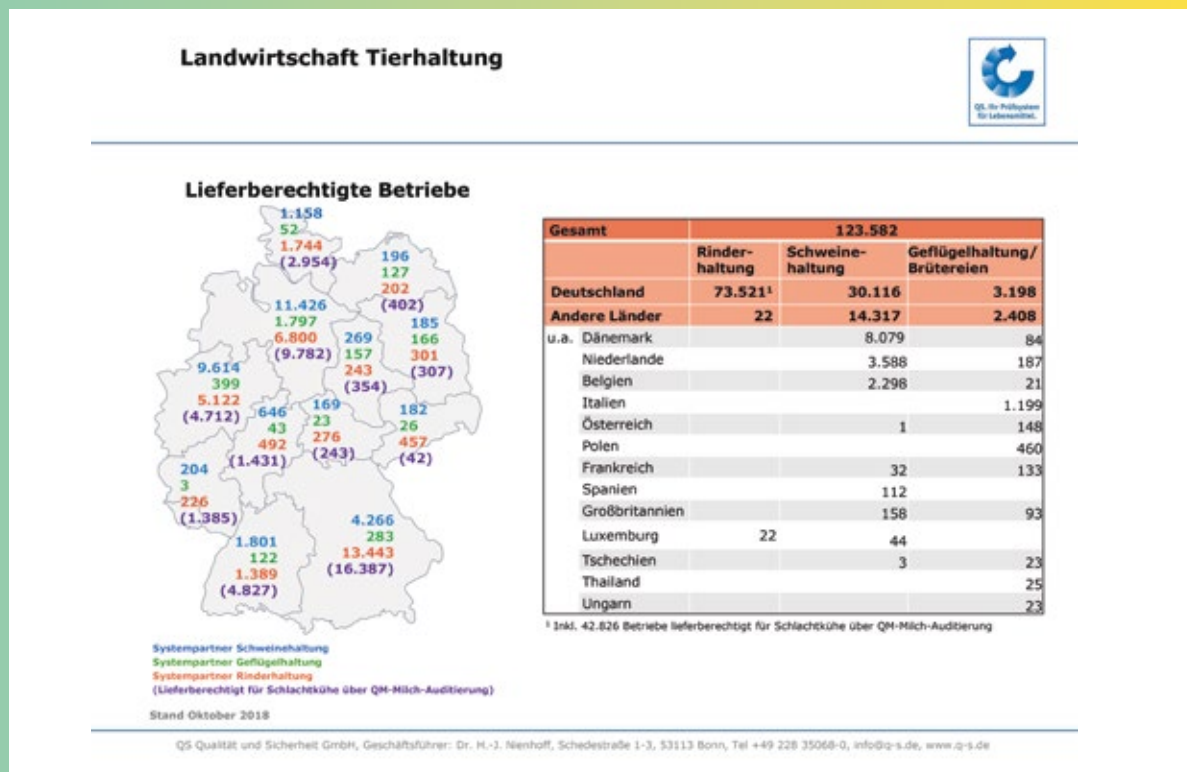 Landwirtschaft Tierhaltung
QS. Ihr Prüfsystem
für Lebensmittel.
Lieferberechtigte Betriebe
1.158
52
1.744
(2.954)
196
127
202
(402)
11.426
1.797
6.800
(9.782)
185
166
301
(307)
269
157
243
(354)
9.614
399
5.122
(4.712)
646
43
492
(1.431)
169
23
276
(243)
182
26
457
(42)
204
3
226
(1.385)
4.266
283
13.443
(16.387)
1.801
122
1.389
(4.827)
Systempartner Schweinehaltung
Systempartner Geflügelhaltung
Systempartner Rinderhaltung
(Lieferberechtigt für Schlachtkühe über QM-Milch-Auditierung)
Stand Oktober 2018
Gesamt 123.582
Rinder- Schweine- Geflügelhaltung/
haltung haltung Brütereien
Deutschland 73.521¹ 30.116 3.198
Andere Länder 22 14.317 2.408
u.a. Dänemark 8.079 84
Niederlande 3.588 187
Belgien 2.298 21
Italien 1.199
Österreich 1 148
Polen 460
Frankreich 32 133
Spanien 112
Großbritannien 158 93
Luxemburg 22 44
Tschechien 3 23
Thailand 25
Ungarn 23
¹ Inkl. 42.826 Betriebe lieferberechtigt für Schlachtkühe über QM-Milch-Auditierung
QS Qualität und Sicherheit GmbH, Geschäftsführer: Dr. H.-J. Nienhoff, Schedestraße 1-3, 53113 Bonn, Tel +49 228 35068-0, info@q-s.de, www.q-s.de